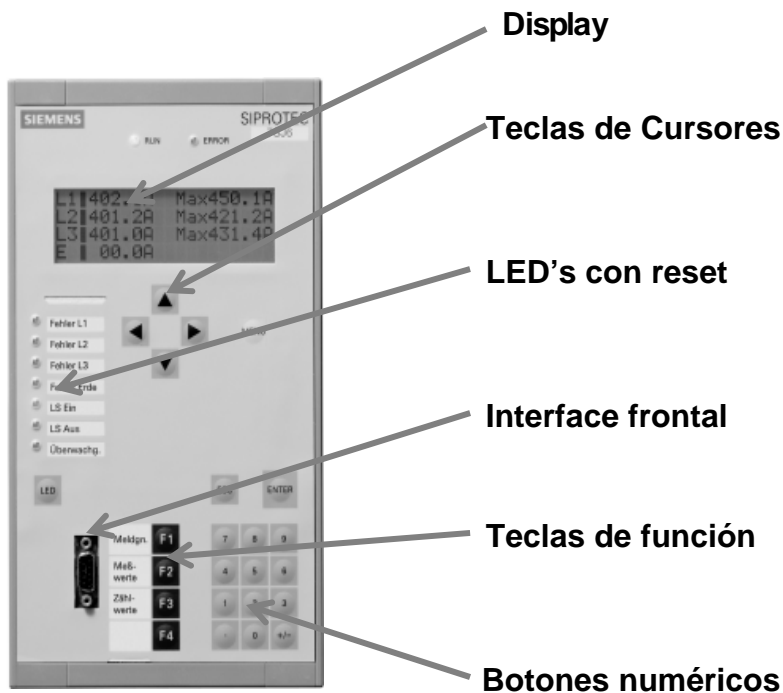 Display
SIEMENS
SIPROTEC
RUN
ERROR
Teclas de Cursores
L1 402. Max450.1A
L2 401.2A Max421.2A
L3 401.0A Max431.4A
E 00.0A
LED's con reset
MENU
Fehler L1
Fehler L2
Fehler L3
Erde
LS Ein
LS Aus
Überwachg.
Interface frontal
LED
ENTER
Teclas de función
Meldgn. F1 7 8 9
Meß- F2 4 5 6
werte
Zähl- F3 1 3
werte
F4 . 0 +/-
Botones numéricos